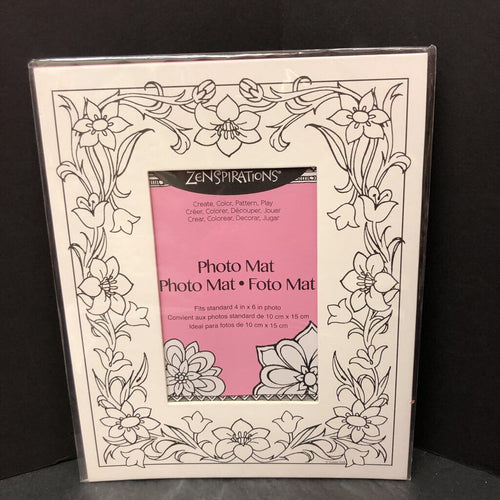 ZENSPIRATIONS®
Create, Color, Pattern, Play
Créer, Colorer, Découper, Jouer
Crear, Colorear, Decorar, Jugar
Photo Mat
Photo Mat • Foto Mat
Fits standard 4 in x 6 in photo
Convient aux photos standard de 10 cm x 15 cm
Ideal para fotos de 10 cm x 15 cm